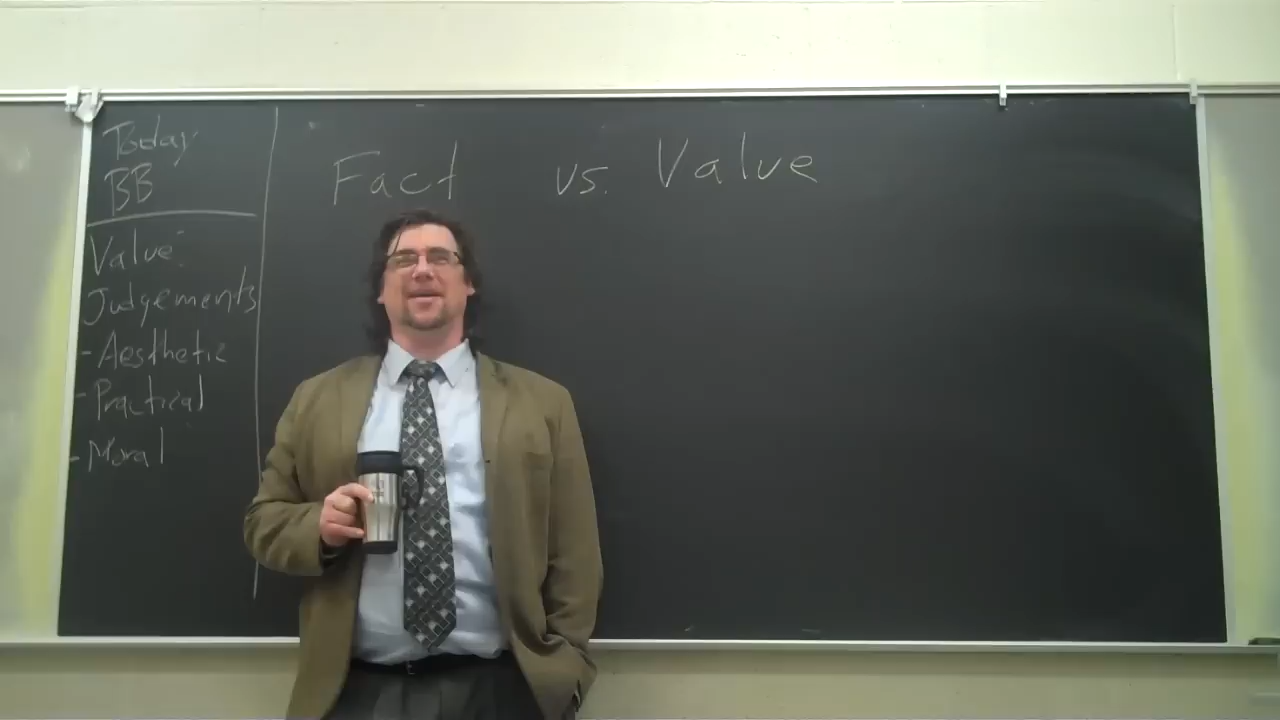 Today:
BB
Value
Judgements
- Aesthetic
- Practical
- Moral
Fact vs. Value